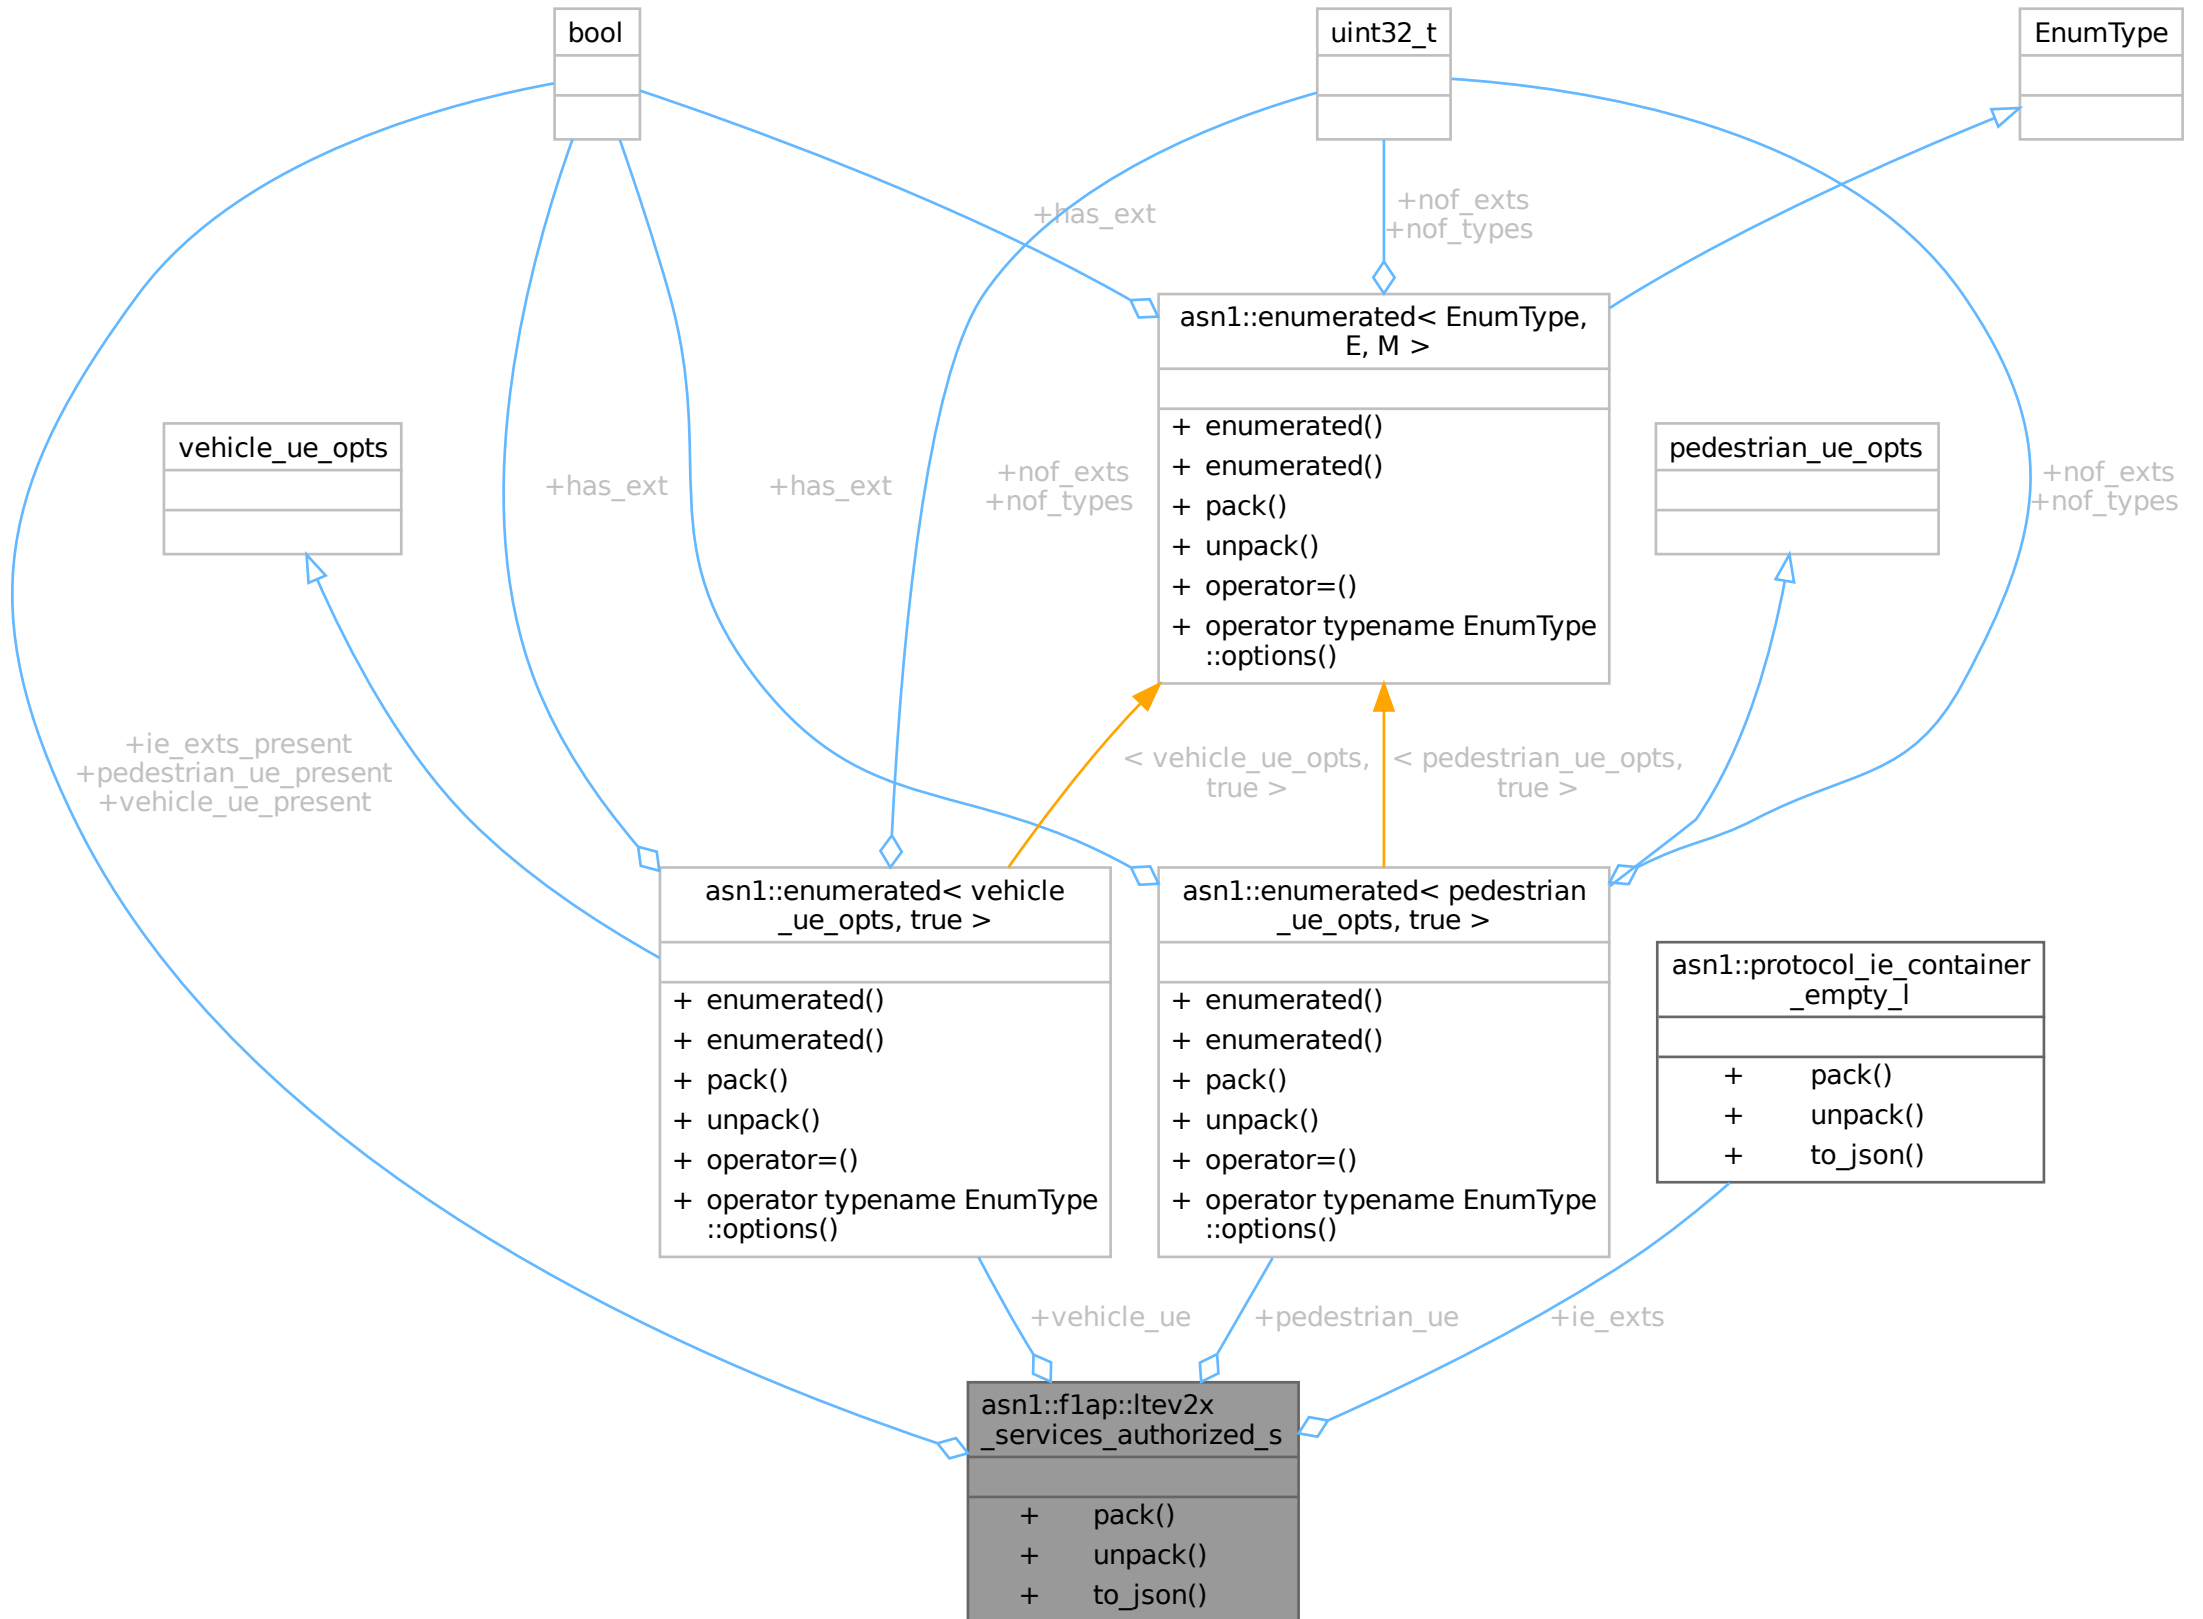 bool
uint32_t
EnumType
+has_ext
+nof_exts
+nof_types
asn1::enumerated< EnumType,
E, M >
+ enumerated()
+ enumerated()
+ pack()
+ unpack()
+ operator=()
+ operator typename EnumType
::options()
vehicle_ue_opts
pedestrian_ue_opts
+has_ext
+has_ext
+nof_exts
+nof_types
+nof_exts
+nof_types
+ie_exts_present
+pedestrian_ue_present
+vehicle_ue_present
< vehicle_ue_opts,
true >
< pedestrian_ue_opts,
true >
asn1::enumerated< vehicle
_ue_opts, true >
+ enumerated()
+ enumerated()
+ pack()
+ unpack()
+ operator=()
+ operator typename EnumType
::options()
asn1::enumerated< pedestrian
_ue_opts, true >
+ enumerated()
+ enumerated()
+ pack()
+ unpack()
+ operator=()
+ operator typename EnumType
::options()
asn1::protocol_ie_container
_empty_l
+ pack()
+ unpack()
+ to_json()
+vehicle_ue
+pedestrian_ue
+ie_exts
asn1::f1ap::ltev2x
_services_authorized_s
+ pack()
+ unpack()
+ to_json()